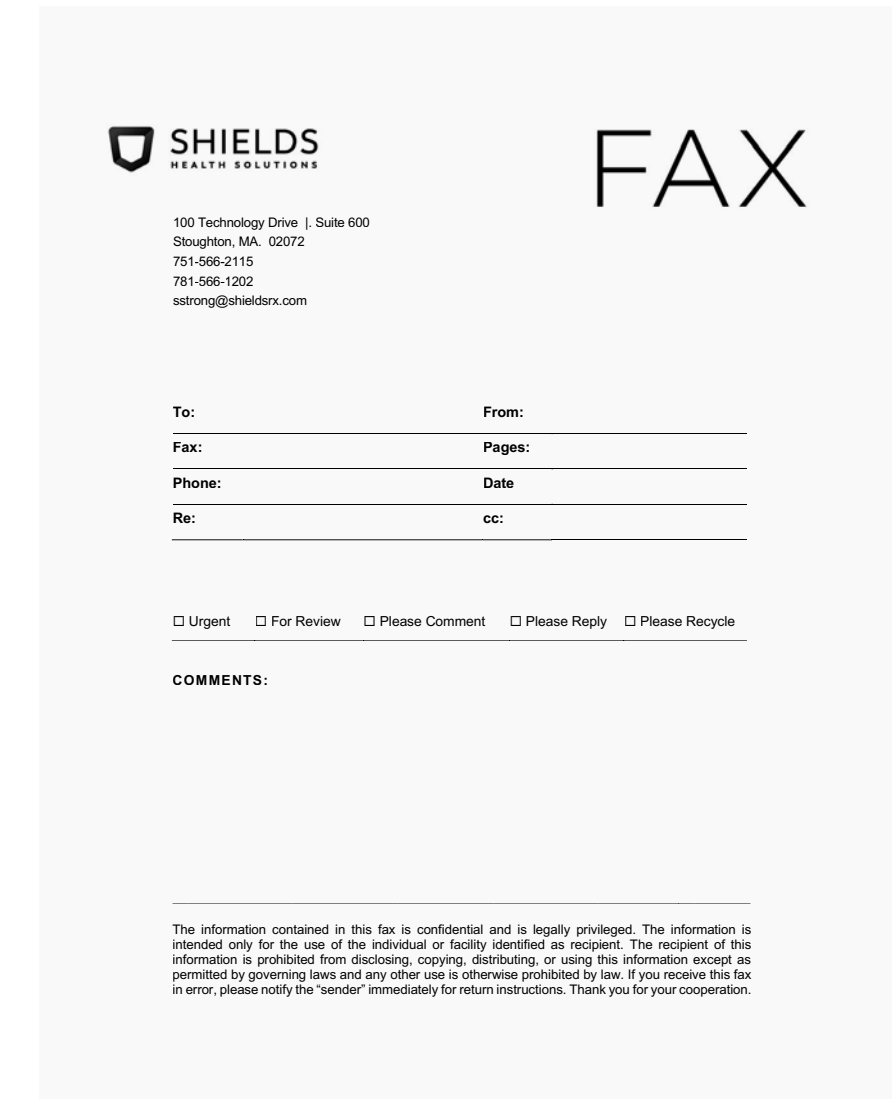 SHIELDS
HEALTH SOLUTIONS
FAX
100 Technology Drive |. Suite 600
Stoughton, MA. 02072
751-566-2115
781-566-1202
sstrong@shieldsrx.com
To: From:
Fax: Pages:
Phone: Date
Re: cc:
☐ Urgent ☐ For Review ☐ Please Comment ☐ Please Reply ☐ Please Recycle
COMMENTS:
The information contained in this fax is confidential and is legally privileged. The information is
intended only for the use of the individual or facility identified as recipient. The recipient of this
information is prohibited from disclosing, copying, distributing, or using this information except as
permitted by governing laws and any other use is otherwise prohibited by law. If you receive this fax
in error, please notify the “sender” immediately for return instructions. Thank you for your cooperation.